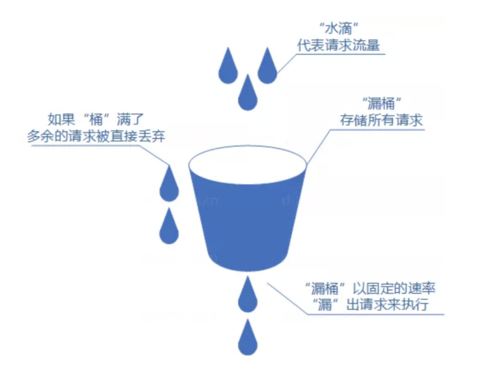 “水滴”
代表请求流量
“漏桶”
存储所有请求
如果“桶”满了
多余的请求被直接丢弃
“漏桶”以固定的速率
“漏”出请求来执行